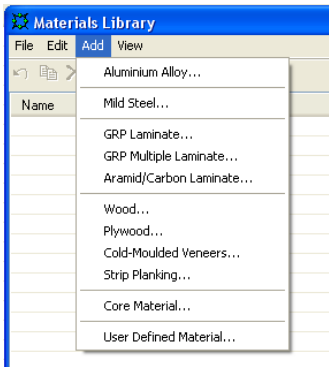 Materials Library
File Edit Add View
Aluminium Alloy...
Name
Mild Steel...
GRP Laminate...
GRP Multiple Laminate...
Aramid/Carbon Laminate...
Wood...
Plywood...
Cold-Moulded Veneers...
Strip Planking...
Core Material...
User Defined Material...